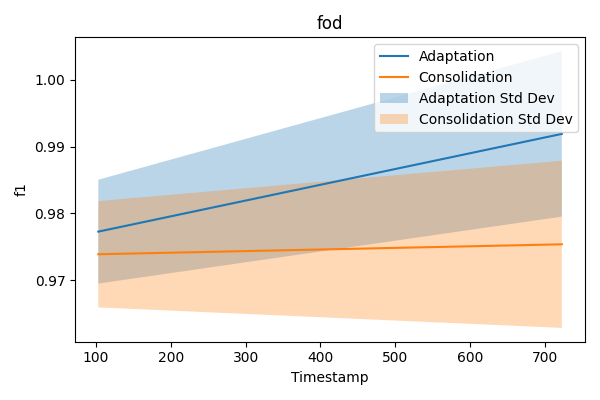 fod
Adaptation
Consolidation
Adaptation Std Dev
Consolidation Std Dev
1.00
0.99
0.98
0.97
f1
100 200 300 400 500 600 700
Timestamp